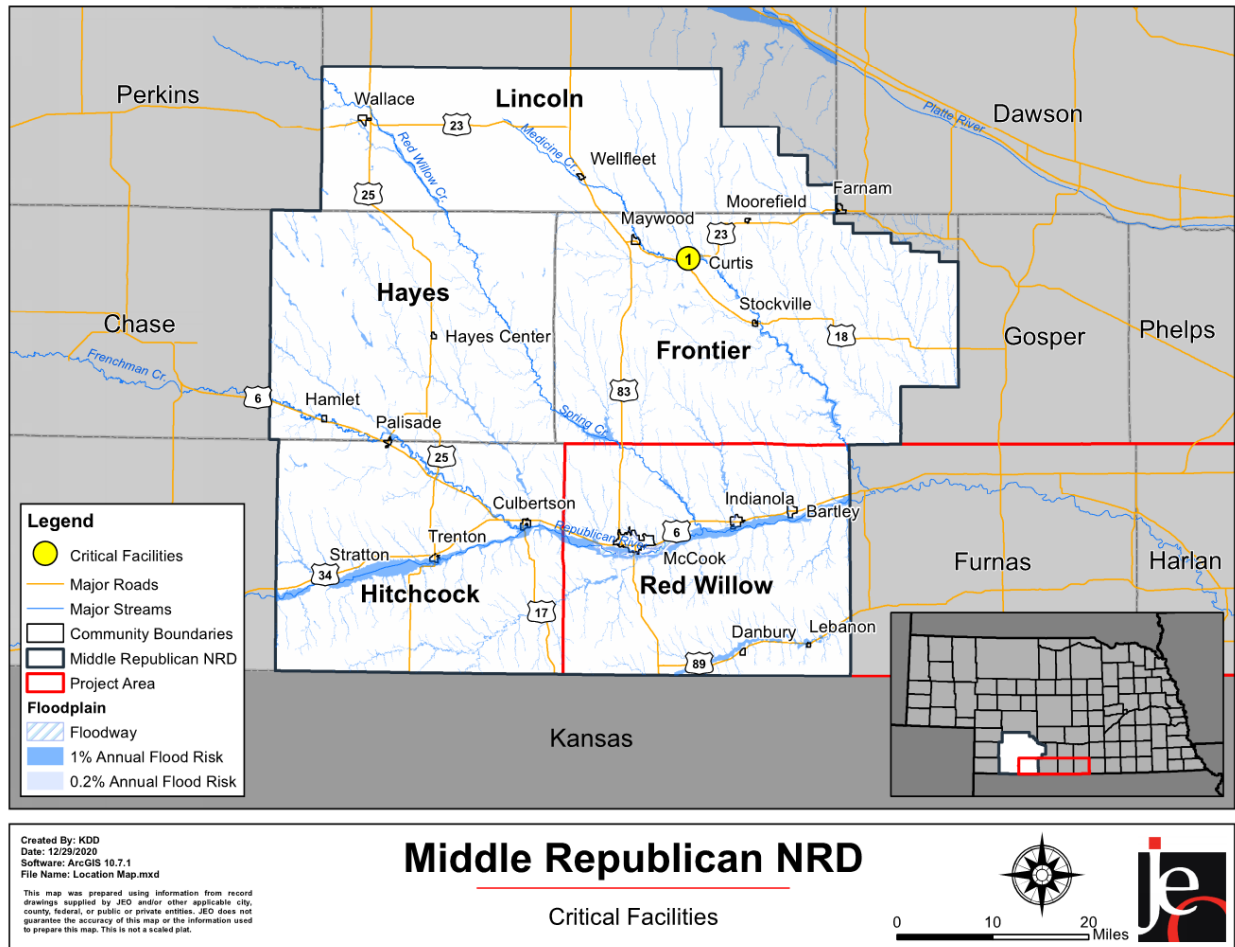 Perkins
Wallace
Lincoln
Dawson
Platte River
23
Medicine Cr.
Red Willow Cr.
Wellfleet
25
Moorefield
Farnam
Maywood
23
1
Curtis
Hayes
Stockville
Chase
Hayes Center
18
Gosper
Phelps
Frontier
Frenchman Cr.
6
Hamlet
83
Palisade
Spring Cr.
25
Culbertson
Indianola
Bartley
Republican River
6
Trenton
Stratton
McCook
34
Furnas
Harlan
Hitchcock
Red Willow
17
Danbury
Lebanon
89
Kansas
Legend
Critical Facilities
Major Roads
Major Streams
Community Boundaries
Middle Republican NRD
Project Area
Floodplain
Floodway
1% Annual Flood Risk
0.2% Annual Flood Risk
Created By: KDD
Date: 12/29/2020
Software: ArcGIS 10.7.1
File Name: Location Map.mxd
This map was prepared using information from record
drawings supplied by JEO and/or other applicable city,
county, federal, or public or private entities. JEO does not
guarantee the accuracy of this map or the information used
to prepare this map. This is not a scaled plat.
Middle Republican NRD
Critical Facilities
0 10 20
Miles
jeo